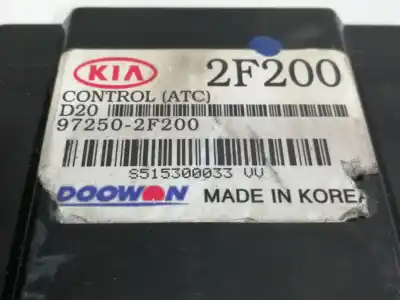 KIA 2F200
CONTROL (ATC)
D20
97250-2F200
S515300033 VV
DOOWON MADE IN KOREA